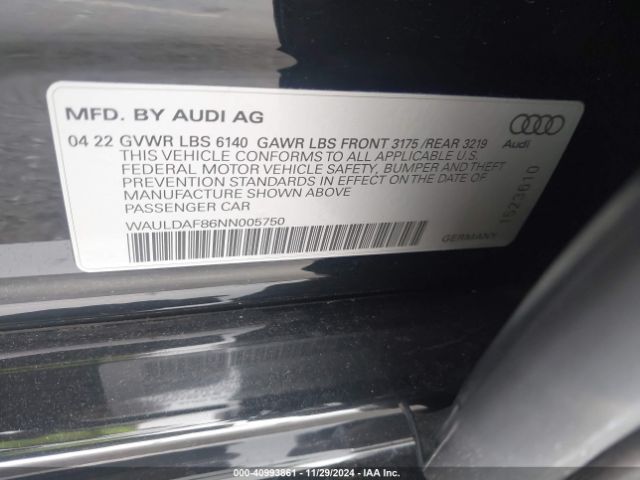 MFD. BY AUDI AG
04 22 GVWR LBS 6140 GAWR LBS FRONT 3175 /REAR 3219
THIS VEHICLE CONFORMS TO ALL APPLICABLE U.S.
FEDERAL MOTOR VEHICLE SAFETY, BUMPER AND THEFT
PREVENTION STANDARDS IN EFFECT ON THE DATE OF
MANUFACTURE SHOWN ABOVE
PASSENGER CAR
WAULDAF86NN005750
GERMANY
Audi
1523610
000-40993861 - 11/29/2024 - IAA Inc.